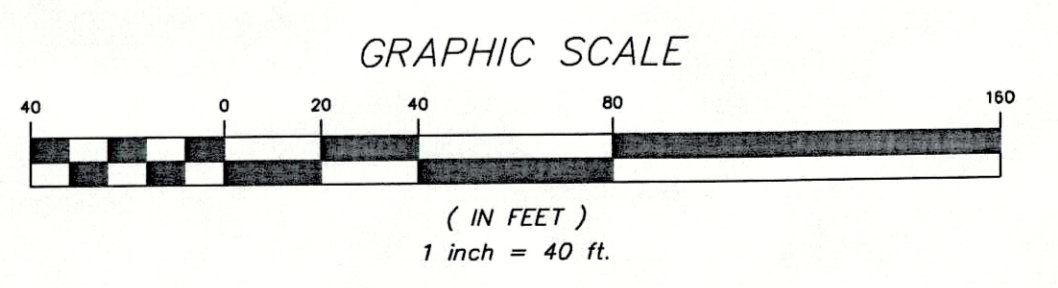 GRAPHIC SCALE
40 0 20 40 80 160
( IN FEET )
1 inch = 40 ft.